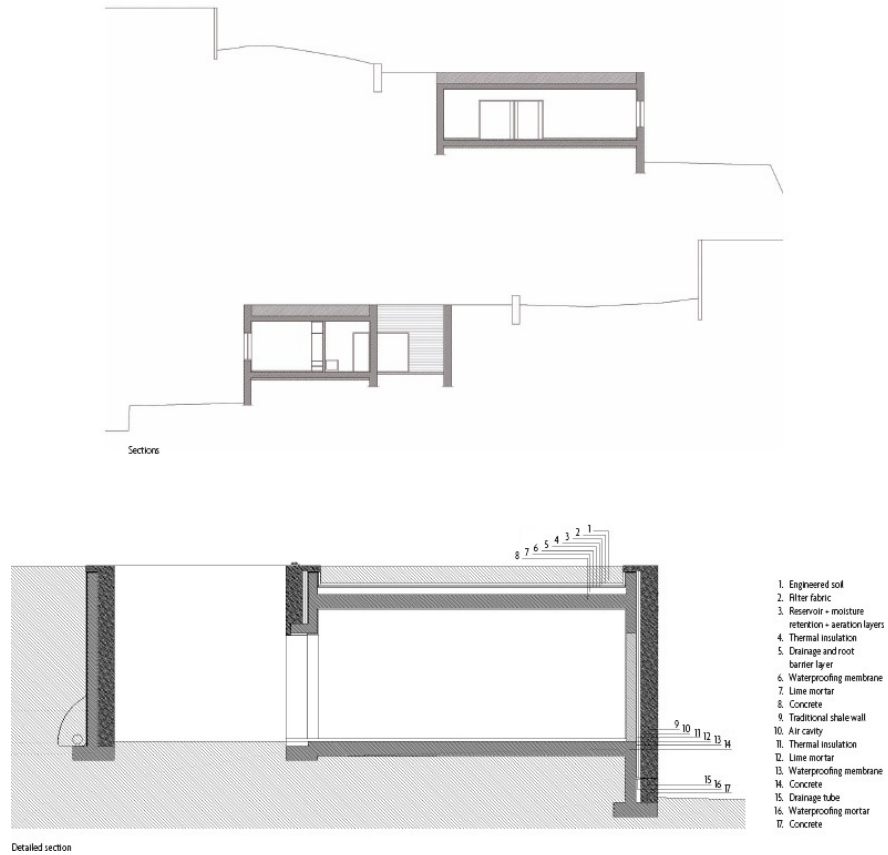 Sections
1
2
3
4
5
6
7
8
1. Engineered soil
2. Filter fabric
3. Reservoir + moisture
retention + aeration layers
4. Thermal insulation
5. Drainage and root
barrier layer
6. Waterproofing membrane
7. Lime mortar
8. Concrete
9. Traditional shale wall
10. Air cavity
11. Thermal insulation
12. Lime mortar
13. Waterproofing membrane
14. Concrete
15. Drainage tube
16. Waterproofing mortar
17. Concrete
9
10
11
12
13
14
15
16
17
Detailed section